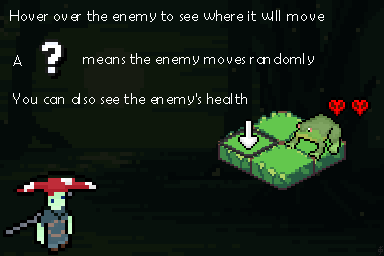 Hover over the enemy to see where it will move
A ? means the enemy moves randomly
You can also see the enemy's health